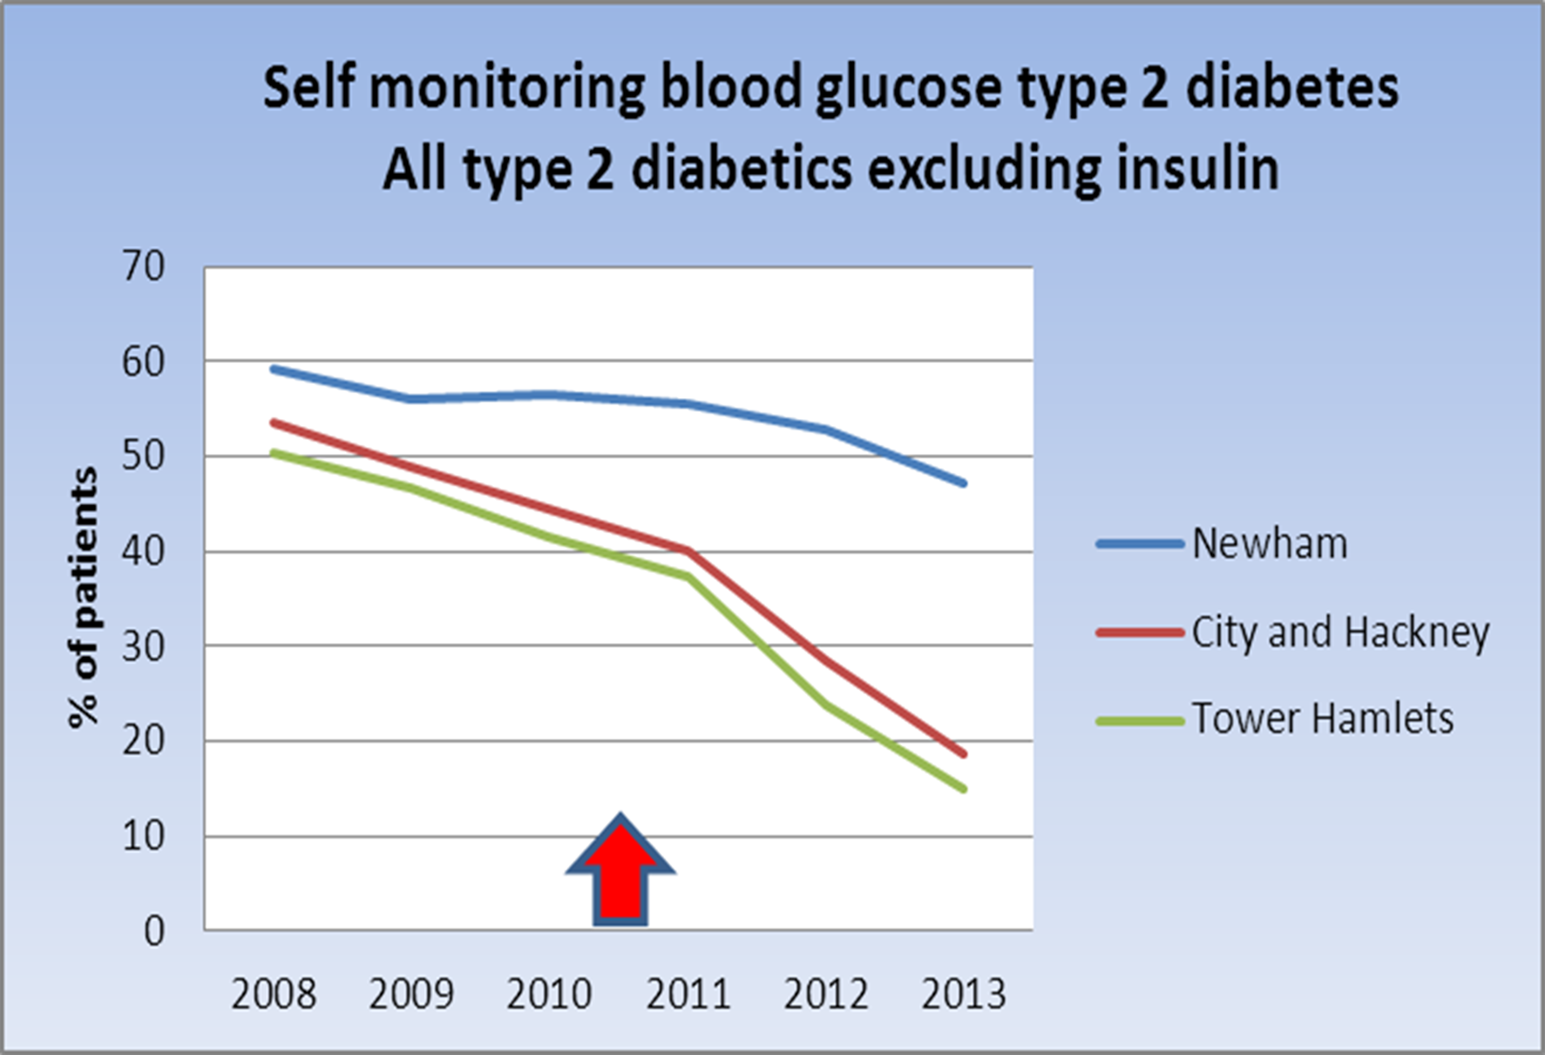 Self monitoring blood glucose type 2 diabetes
All type 2 diabetics excluding insulin
% of patients
70
60
50
40
30
20
10
0
2008 2009 2010 2011 2012 2013
Newham
City and Hackney
Tower Hamlets